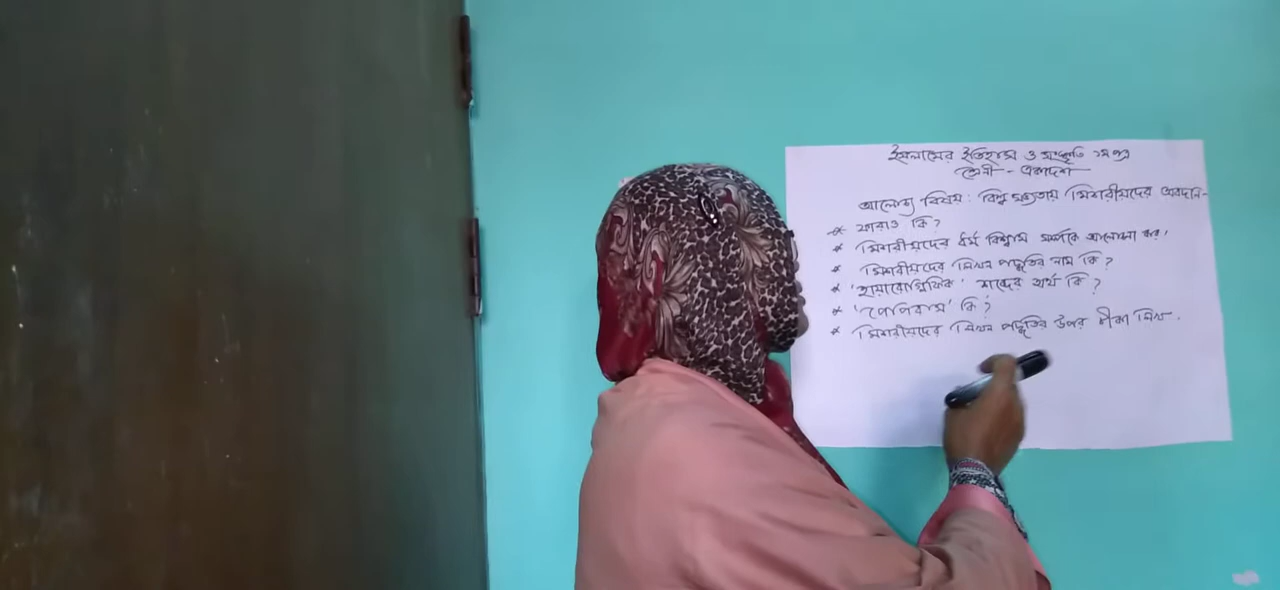 ইসলামের ইতিহাস ও সংস্কৃতি ১ম পত্র
শ্রেণী - একাদশ
আলোচ্য বিষয়: বিশ্ব সভ্যতায় মিশরীয়দের অবদান-
* ফারাও কি?
* মিশরীয়দের ধর্ম বিশ্বাস সম্পর্কে আলোচনা কর।
* মিশরীয়দের লিখন পদ্ধতির নাম কি?
* 'হায়ারোগ্লিফিক' শব্দের অর্থ কি?
* 'পেপিরাস' কি?
* মিশরীয়দের লিখন পদ্ধতির উপর টীকা লিখ।